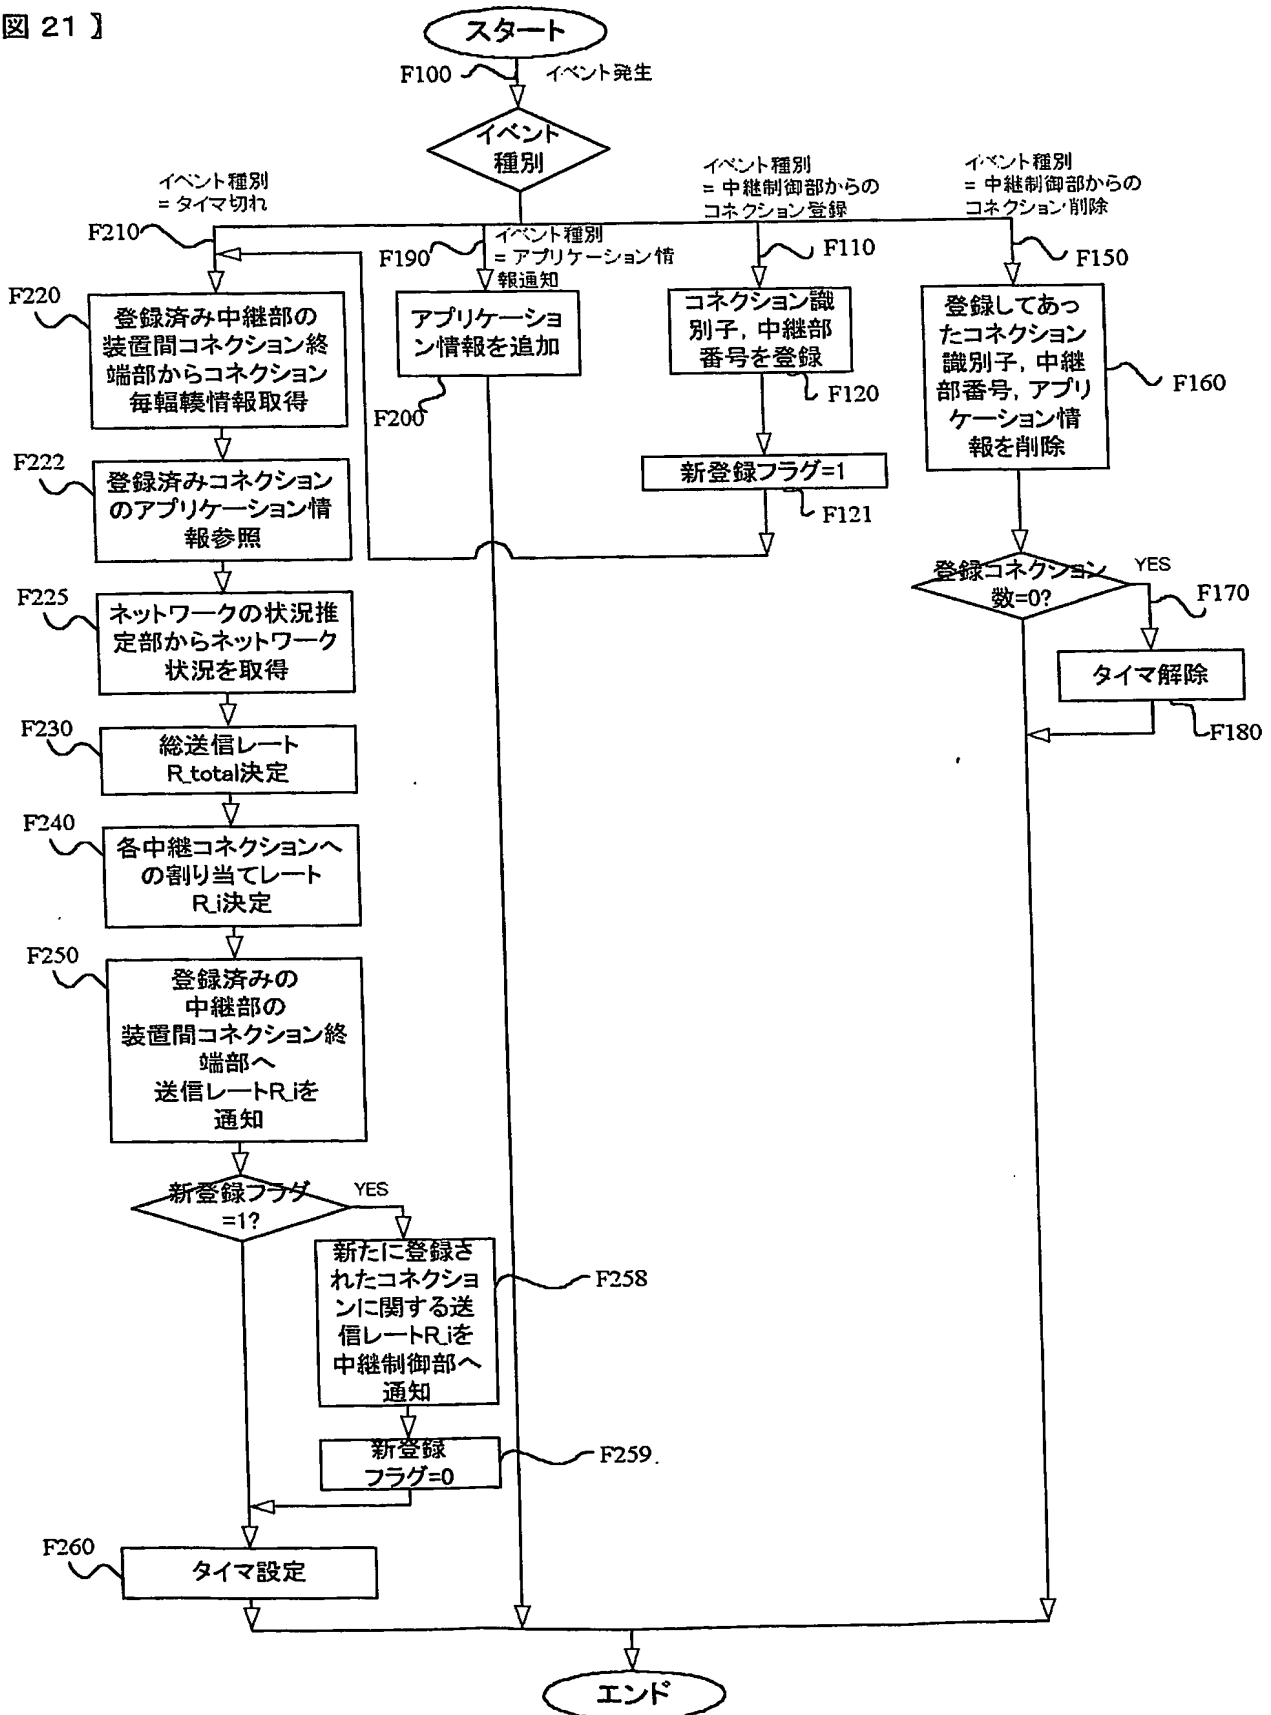 図 21 】
スタート
F100
イベント発生
イベント
種別
イベント種別
= タイマ切れ
F210
F190
イベント種別
= アプリケーション情
報通知
イベント種別
= 中継制御部からの
コネクション登録
F110
イベント種別
= 中継制御部からの
コネクション削除
F150
F220
登録済み中継部の
装置間コネクション終
端部からコネクション
毎輻輳情報取得
アプリケーショ
ン情報を追加
F200
コネクション識
別子, 中継部
番号を登録
F120
登録してあっ
たコネクション
識別子, 中継
部番号, アプリ
ケーション情
報を削除
F160
F222
登録済みコネクション
のアプリケーション情
報参照
新登録フラグ=1
F121
登録コネクション
数=0?
YES
F170
F225
ネットワークの状況推
定部からネットワーク
状況を取得
タイマ解除
F180
F230
総送信レート
R_total決定
F240
各中継コネクションへ
の割り当てレート
R_i決定
F250
登録済みの
中継部の
装置間コネクション終
端部へ
送信レートR_iを
通知
新登録フラグ
=1?
YES
新たに登録さ
れたコネクショ
ンに関する送
信レートR_iを
中継制御部へ
通知
F258
新登録
フラグ=0
F259
F260
タイマ設定
エンド